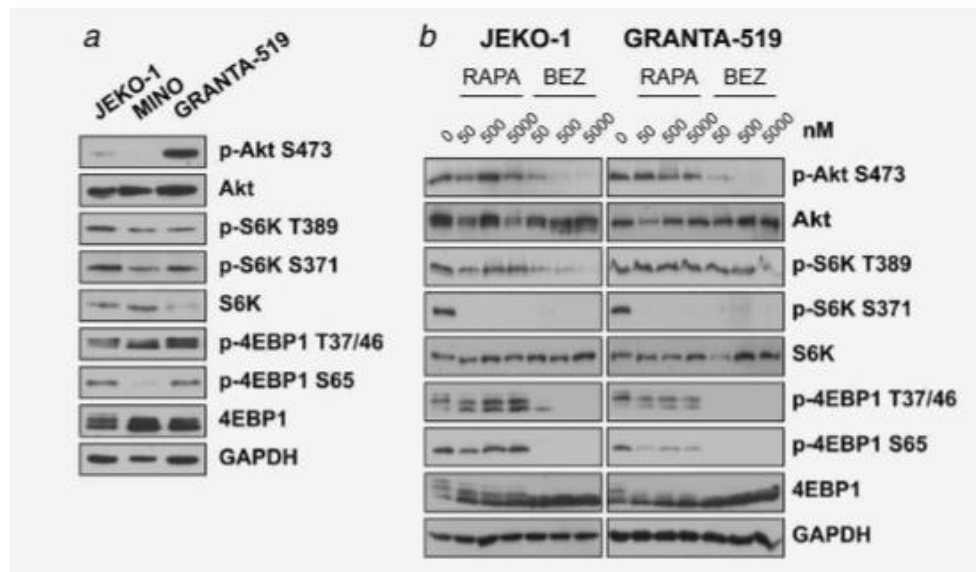 a
JEKO-1 MINO GRANTA-519
p-Akt S473
Akt
p-S6K T389
p-S6K S371
S6K
p-4EBP1 T37/46
p-4EBP1 S65
4EBP1
GAPDH
b JEKO-1 GRANTA-519
RAPA BEZ RAPA BEZ
0 50 500 5000 50 500 5000 0 50 500 5000 50 500 5000 nM
p-Akt S473
Akt
p-S6K T389
p-S6K S371
S6K
p-4EBP1 T37/46
p-4EBP1 S65
4EBP1
GAPDH